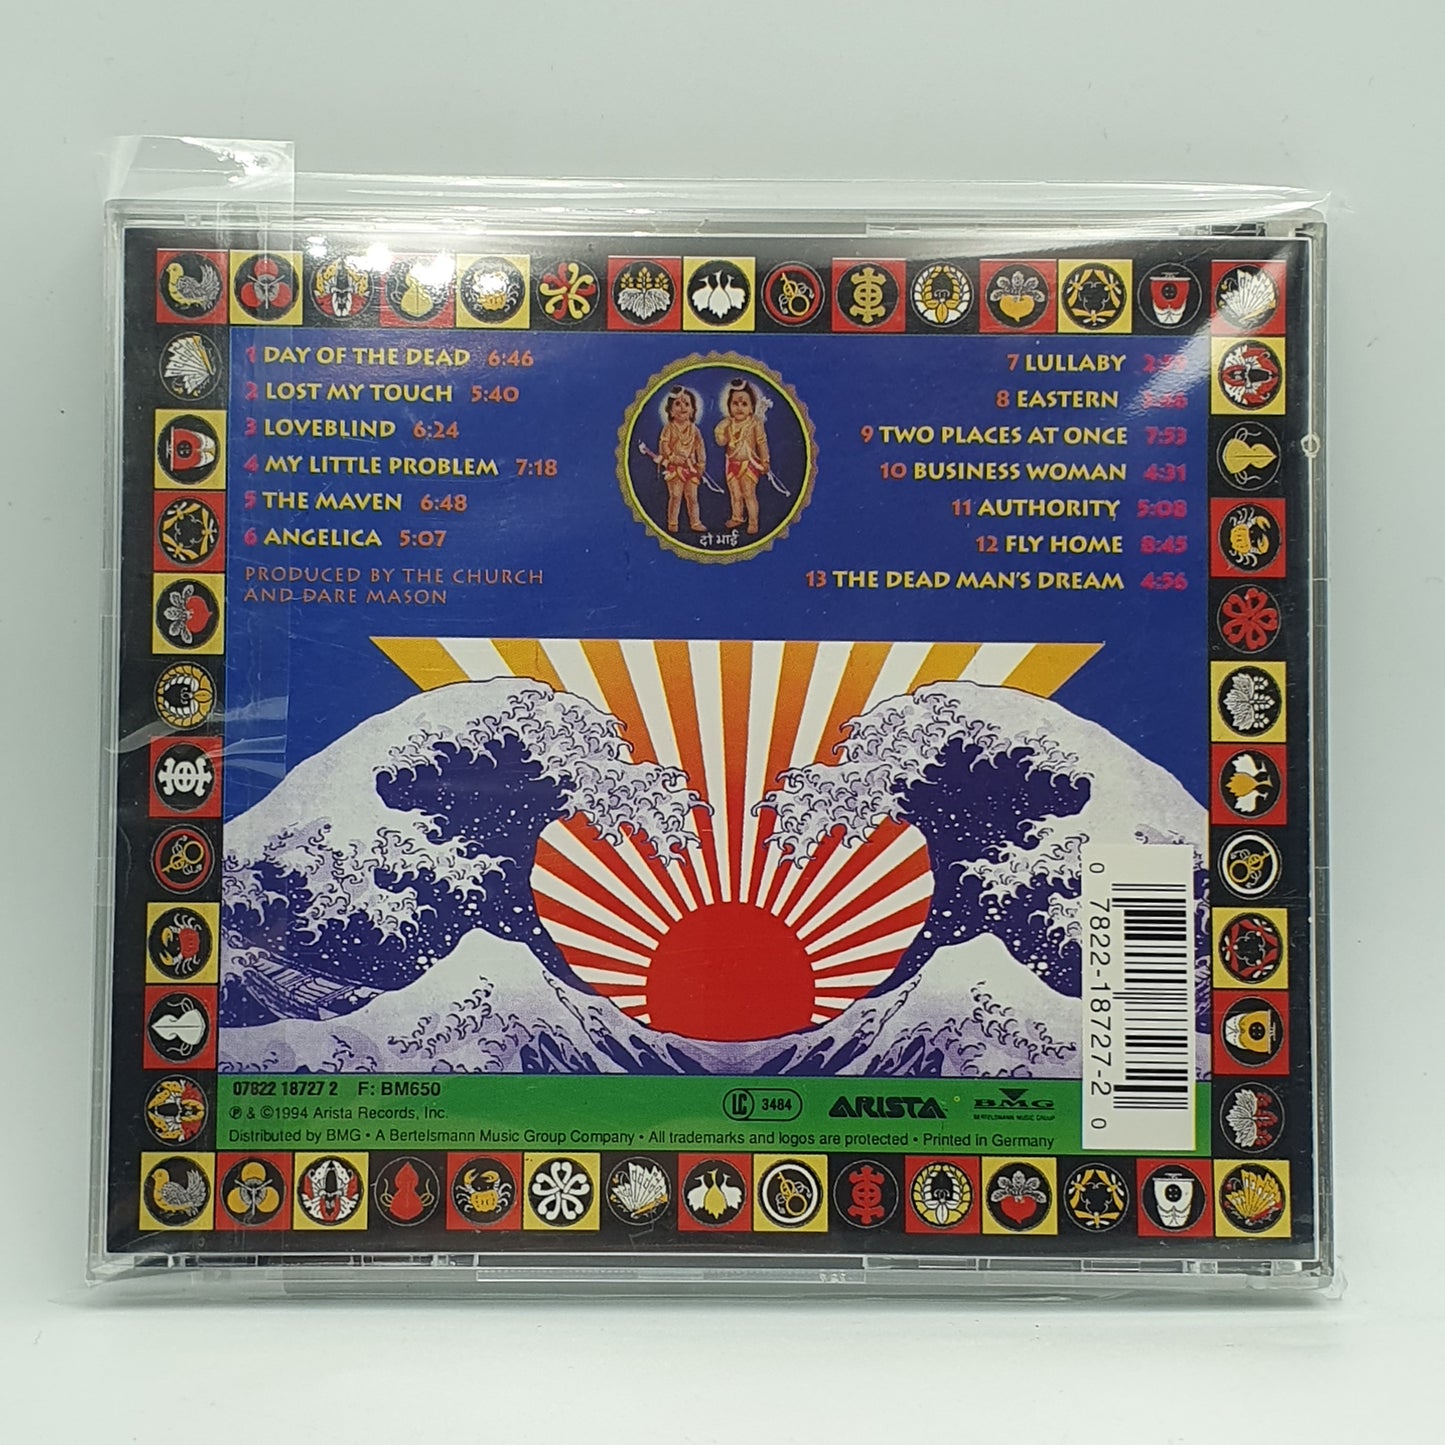 1 DAY OF THE DEAD 6:46
2 LOST MY TOUCH 5:40
3 LOVEBLIND 6:24
4 MY LITTLE PROBLEM 7:18
5 THE MAVEN 6:48
6 ANGELICA 5:07
PRODUCED BY THE CHURCH
AND DARE MASON
दो भाई
7 LULLABY
8 EASTERN
9 TWO PLACES AT ONCE 7:53
10 BUSINESS WOMAN 4:31
11 AUTHORITY 5:08
12 FLY HOME 8:45
13 THE DEAD MAN'S DREAM 4:56
0 7822-18727-2 0
07822 18727 2 F: BM650
℗ & ©1994 Arista Records, Inc.
LC 3484 ARISTA BMG
BERTELSMANN MUSIC GROUP
Distributed by BMG • A Bertelsmann Music Group Company • All trademarks and logos are protected • Printed in Germany